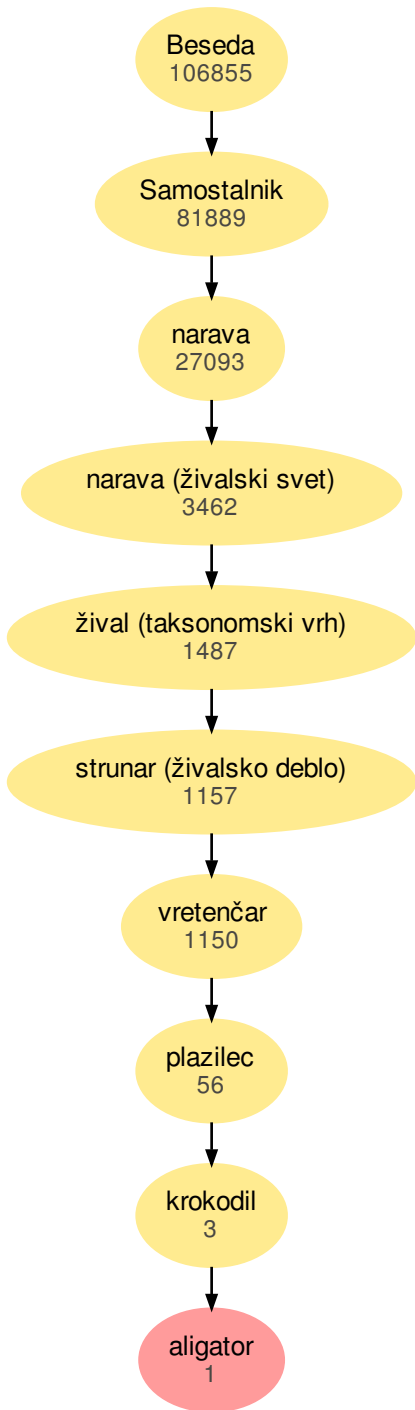 Beseda
106855
Samostalnik
81889
narava
27093
narava (živalski svet)
3462
žival (taksonomski vrh)
1487
strunar (živalsko deblo)
1157
vretenčar
1150
plazilec
56
krokodil
3
aligator
1